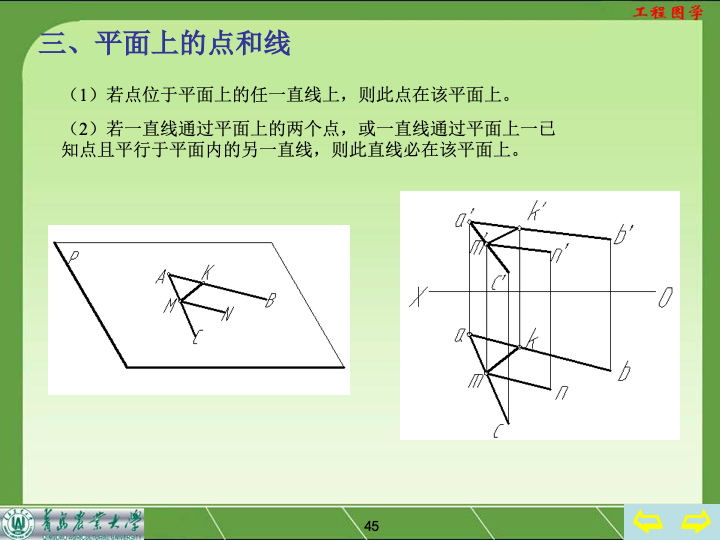 工程图学
三、平面上的点和线
（1）若点位于平面上的任一直线上，则此点在该平面上。
（2）若一直线通过平面上的两个点，或一直线通过平面上一已
知点且平行于平面内的另一直线，则此直线必在该平面上。
P
A
K
B
M
N
C
a'
k'
b'
m'
n'
c'
X
O
a
k
b
m
n
c
青岛农业大学
QINGDAO AGRICULTURAL UNIVERSITY
45